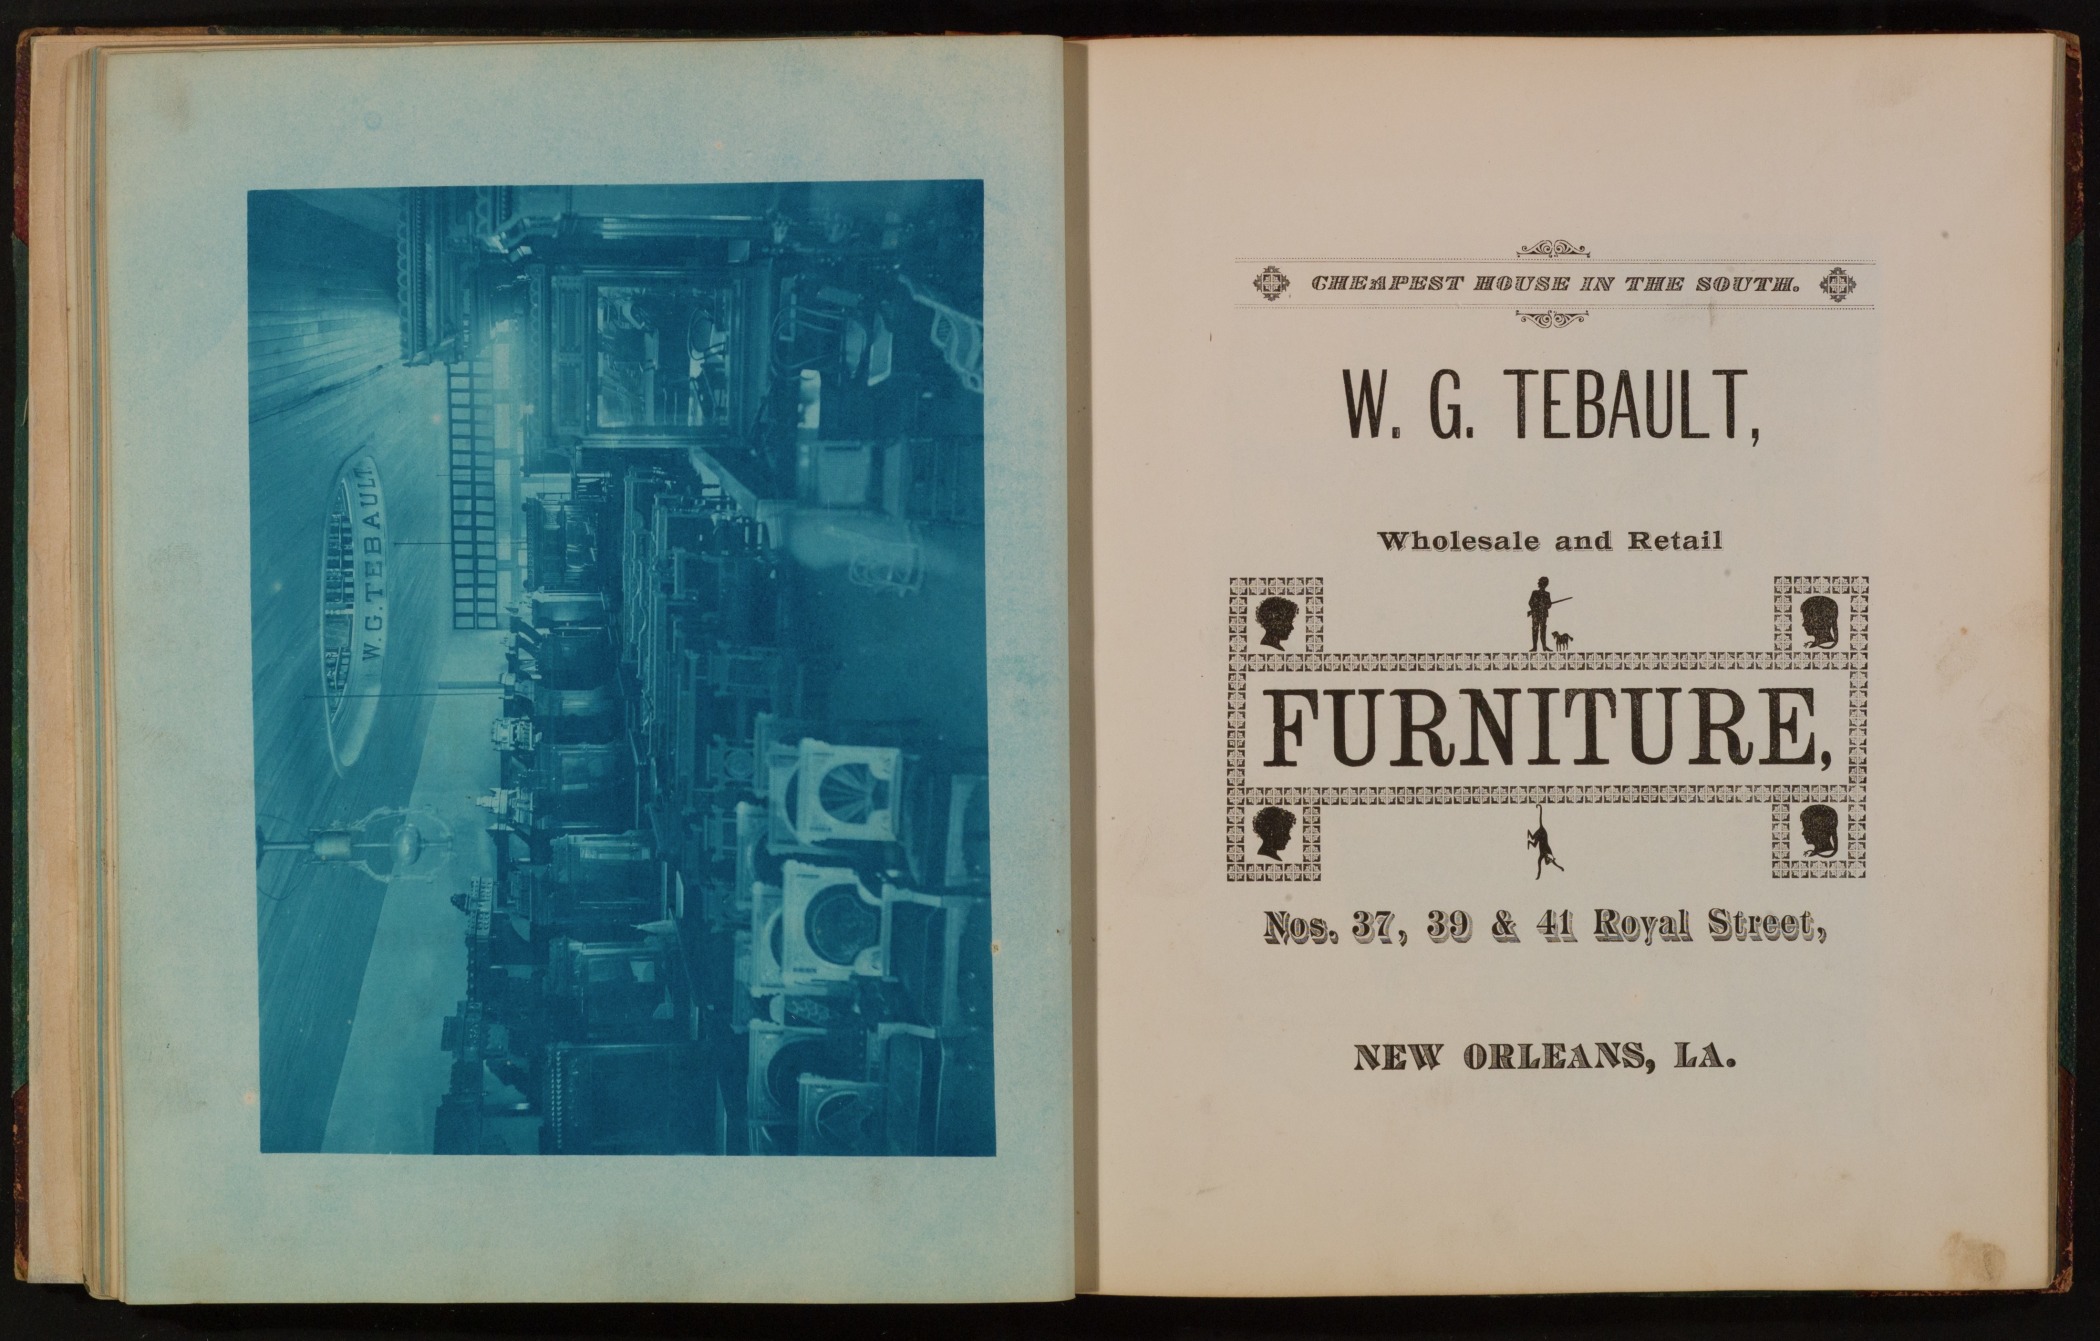 W. G. TEBAULT
CHEAPEST HOUSE IN THE SOUTH.
W. G. TEBAULT,
Wholesale and Retail
FURNITURE,
Nos. 37, 39 & 41 Royal Street,
NEW ORLEANS, LA.